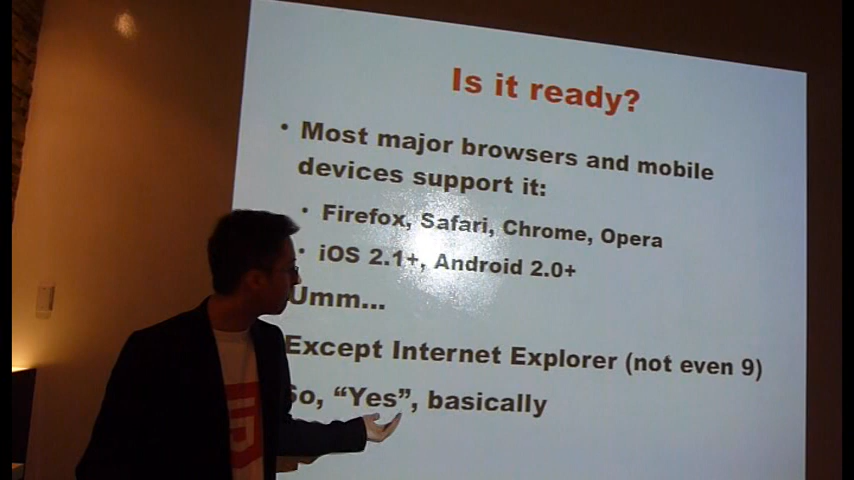 Is it ready?
• Most major browsers and mobile
devices support it:
• Firefox, Safari, Chrome, Opera
• iOS 2.1+, Android 2.0+
Umm...
Except Internet Explorer (not even 9)
So, “Yes”, basically